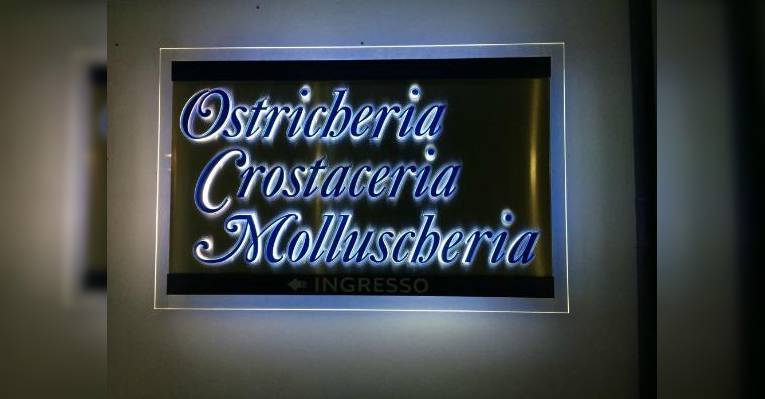 Ostricheria
Crostaceria
Molluscheria
INGRESSO